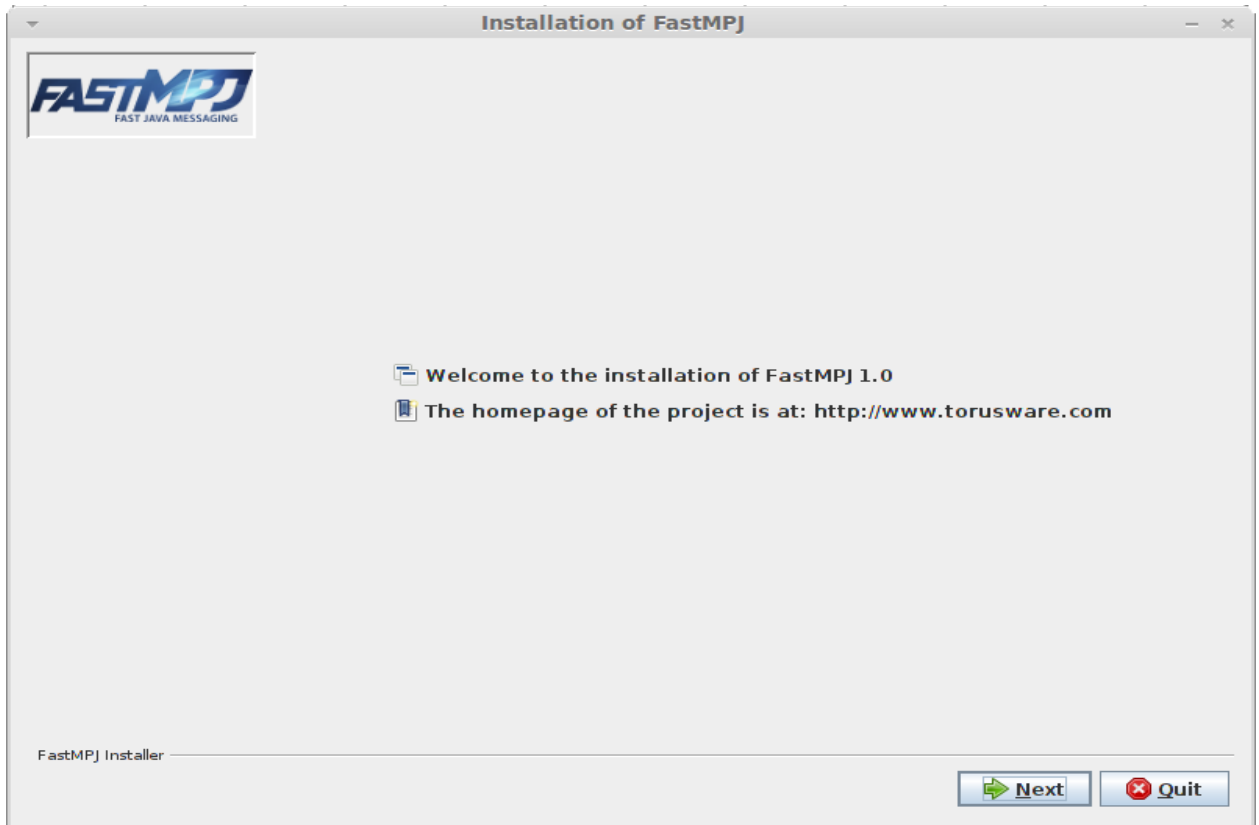 Installation of FastMPJ
FASTMPJ
FAST JAVA MESSAGING
Welcome to the installation of FastMPJ 1.0
The homepage of the project is at: http://www.torusware.com
FastMPJ Installer
Next
Quit